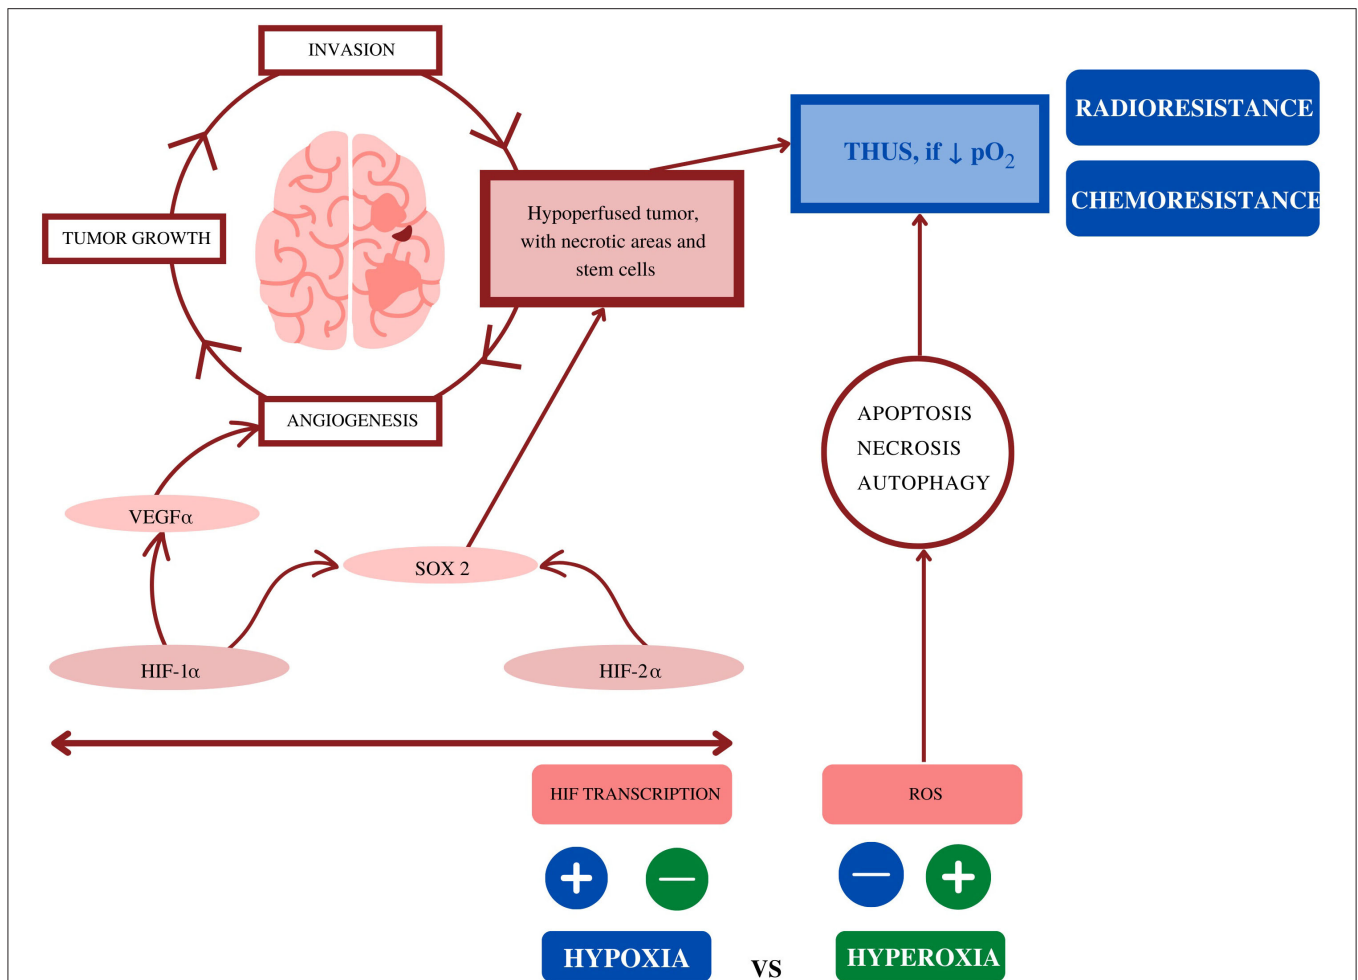 INVASION
RADIORESISTANCE
THUS, if ↓ pO₂
CHEMORESISTANCE
Hypoperfused tumor,
with necrotic areas and
stem cells
TUMOR GROWTH
ANGIOGENESIS
APOPTOSIS
NECROSIS
AUTOPHAGY
VEGFα
SOX 2
HIF-1α
HIF-2α
HIF TRANSCRIPTION
ROS
+
—
—
+
HYPOXIA
VS
HYPEROXIA